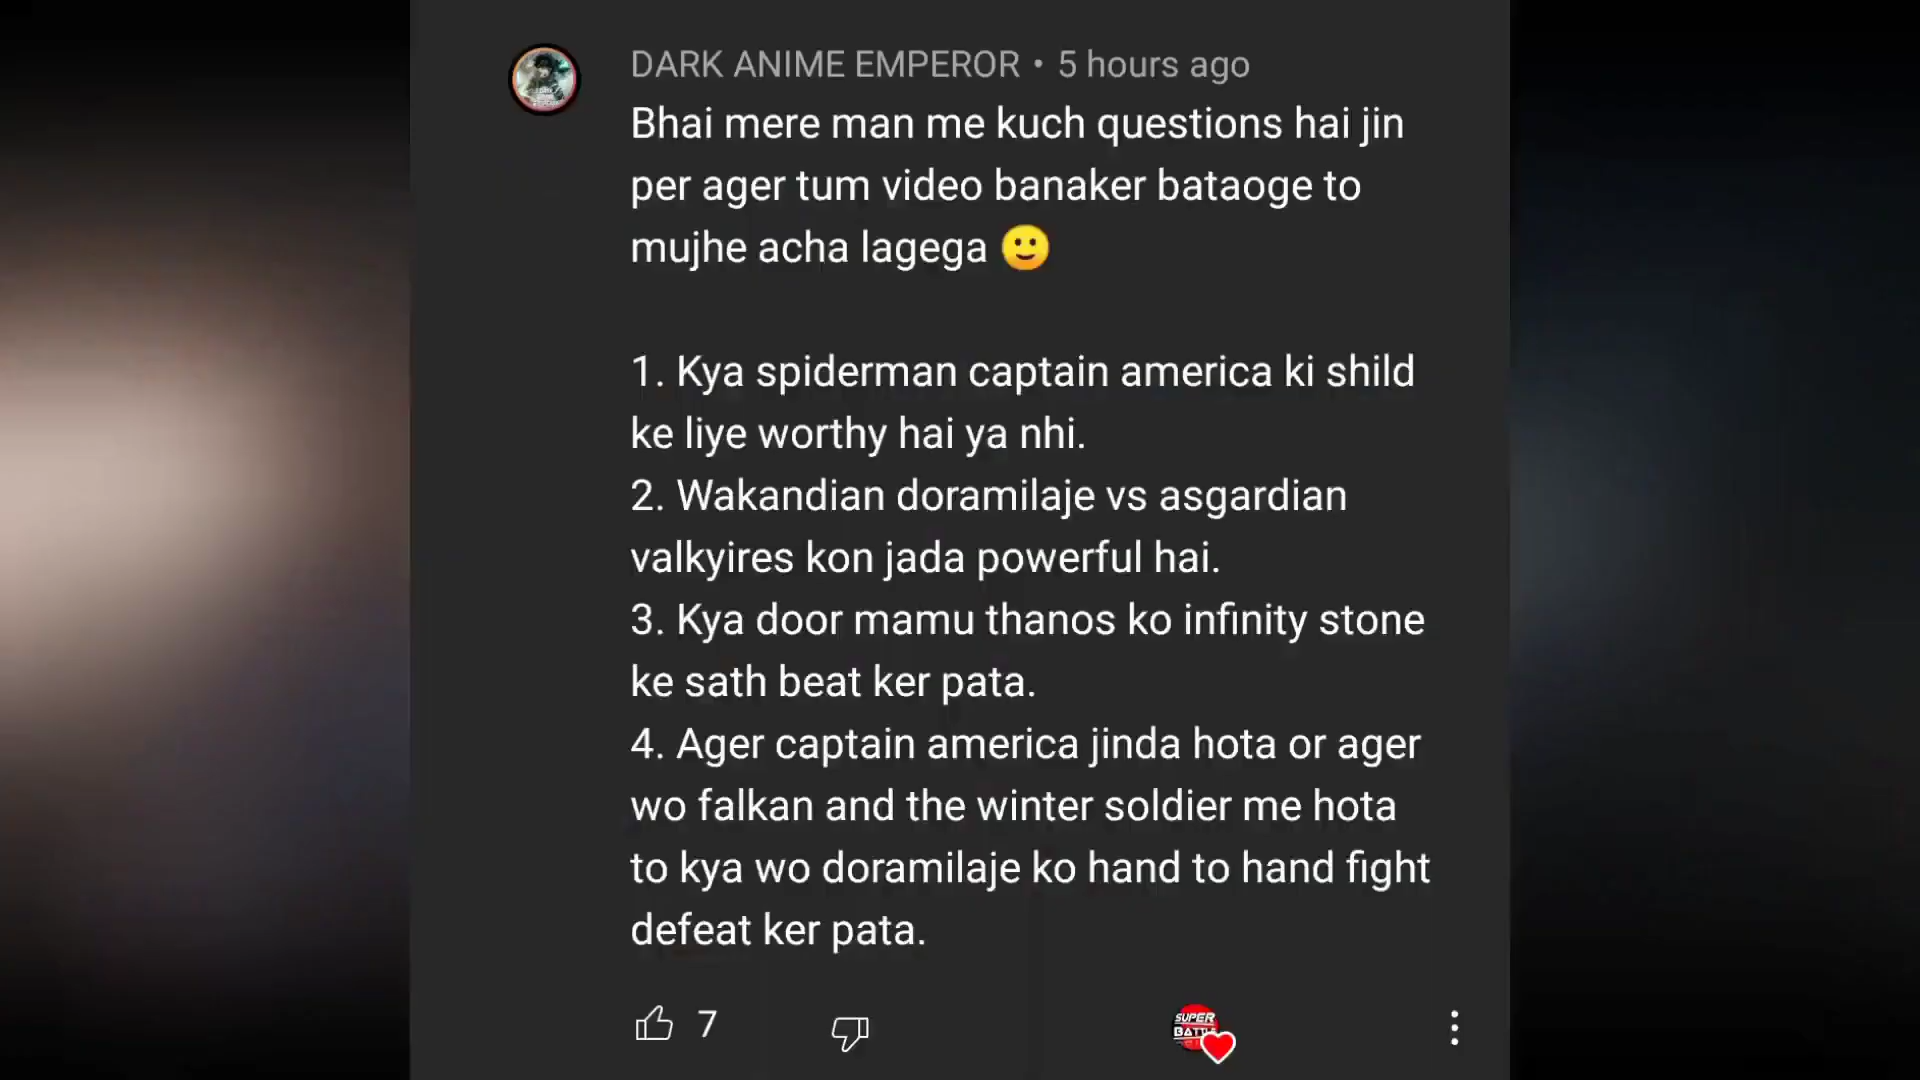 DARK ANIME EMPEROR • 5 hours ago
Bhai mere man me kuch questions hai jin
per ager tum video banaker bataoge to
mujhe acha lagega 🙂
1. Kya spiderman captain america ki shild
ke liye worthy hai ya nhi.
2. Wakandian doramilaje vs asgardian
valkyires kon jada powerful hai.
3. Kya door mamu thanos ko infinity stone
ke sath beat ker pata.
4. Ager captain america jinda hota or ager
wo falkan and the winter soldier me hota
to kya wo doramilaje ko hand to hand fight
defeat ker pata.
7
SUPER